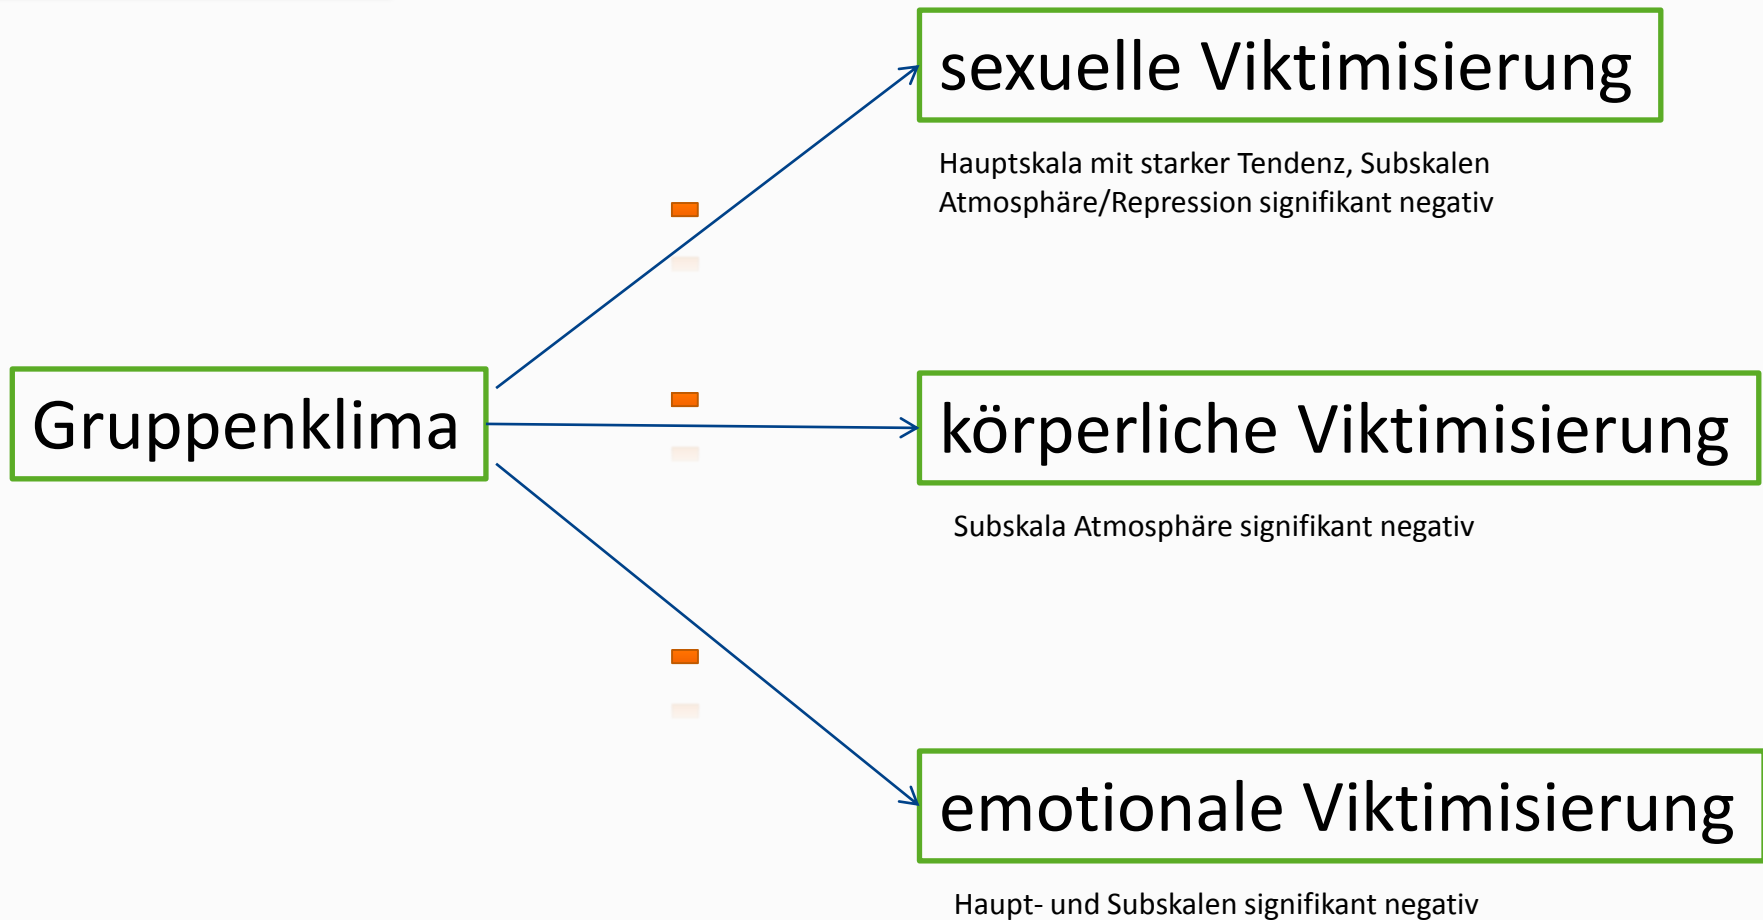 sexuelle Viktimisierung
Hauptskala mit starker Tendenz, Subskalen
Atmosphäre/Repression signifikant negativ
Gruppenklima
körperliche Viktimisierung
Subskala Atmosphäre signifikant negativ
emotionale Viktimisierung
Haupt- und Subskalen signifikant negativ